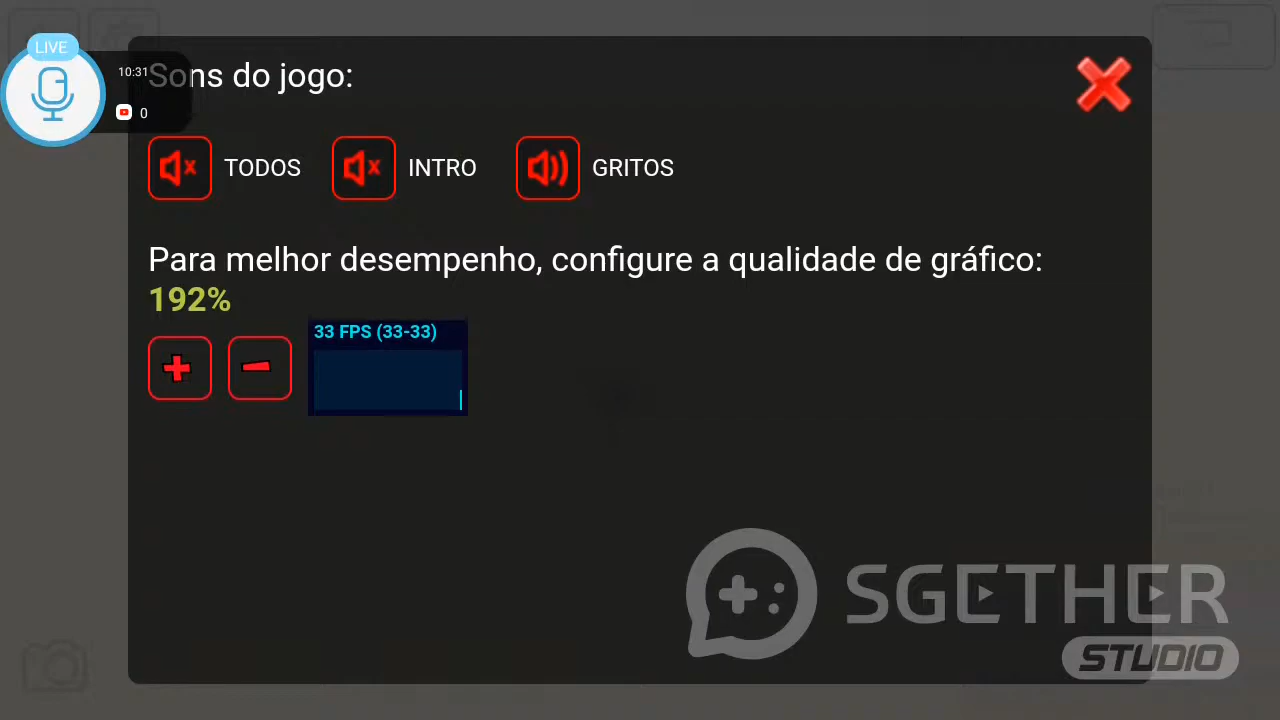 LIVE
10:31
0
Sons do jogo:
TODOS
INTRO
GRITOS
Para melhor desempenho, configure a qualidade de gráfico:
192%
33 FPS (33-33)
SGETHER
STUDIO